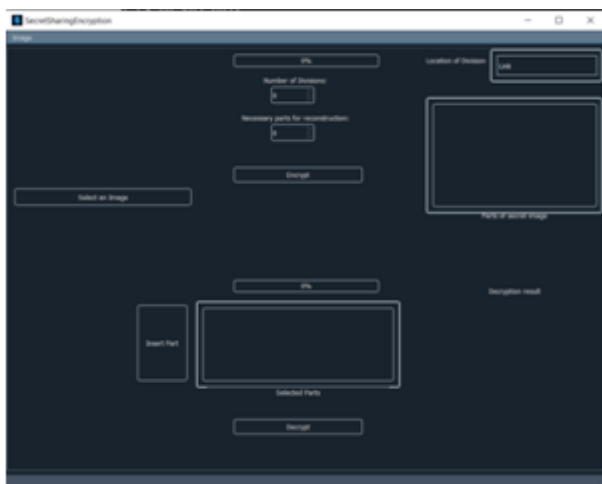 SecretSharingEncryption
Image
0%
Number of Divisions:
0
Necessary parts for reconstruction:
0
Encrypt
Location of Division
Link
Parts of secret image
Select an Image
0%
Insert Part
Selected Parts
Decrypt
Decryption result